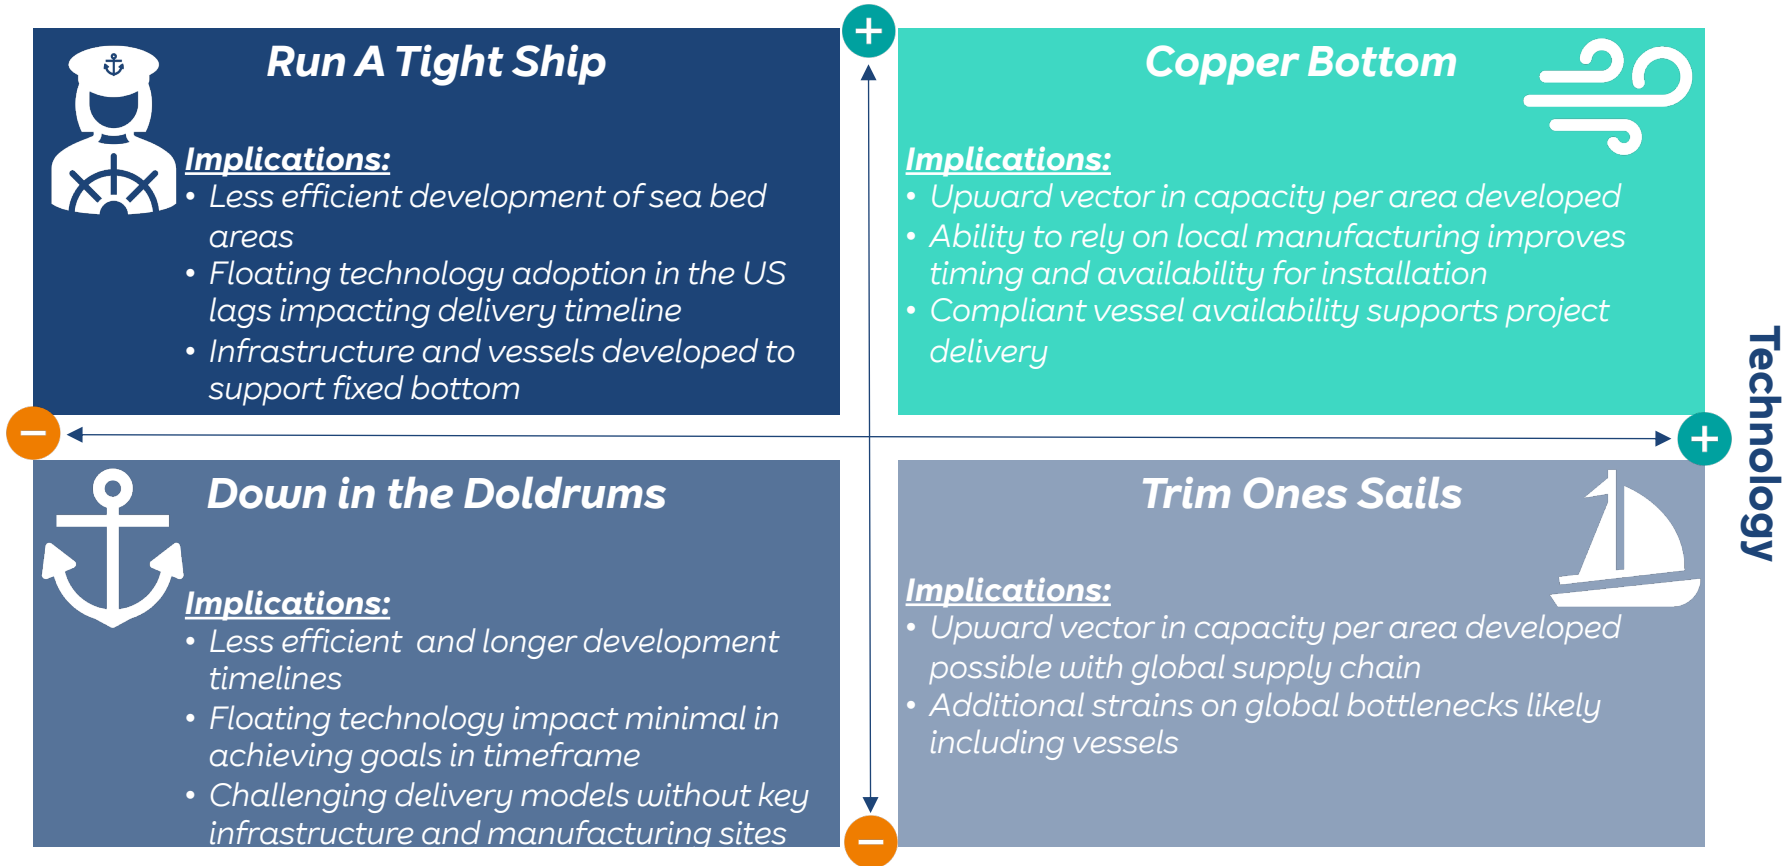 Run A Tight Ship
Implications:
• Less efficient development of sea bed
areas
• Floating technology adoption in the US
lags impacting delivery timeline
• Infrastructure and vessels developed to
support fixed bottom
Copper Bottom
Implications:
• Upward vector in capacity per area developed
• Ability to rely on local manufacturing improves
timing and availability for installation
• Compliant vessel availability supports project
delivery
Technology
Down in the Doldrums
Implications:
• Less efficient  and longer development
timelines
• Floating technology impact minimal in
achieving goals in timeframe
• Challenging delivery models without key
infrastructure and manufacturing sites
Trim Ones Sails
Implications:
• Upward vector in capacity per area developed
possible with global supply chain
• Additional strains on global bottlenecks likely
including vessels
+
−
+
−